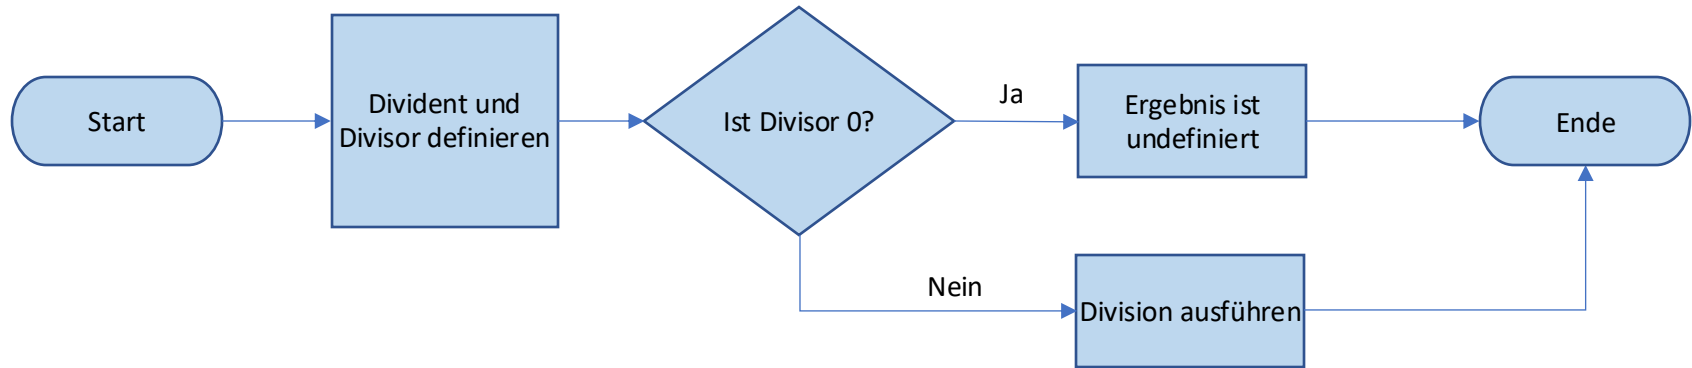 Start
Divident und
Divisor definieren
Ist Divisor 0?
Ja
Ergebnis ist
undefiniert
Ende
Nein
Division ausführen